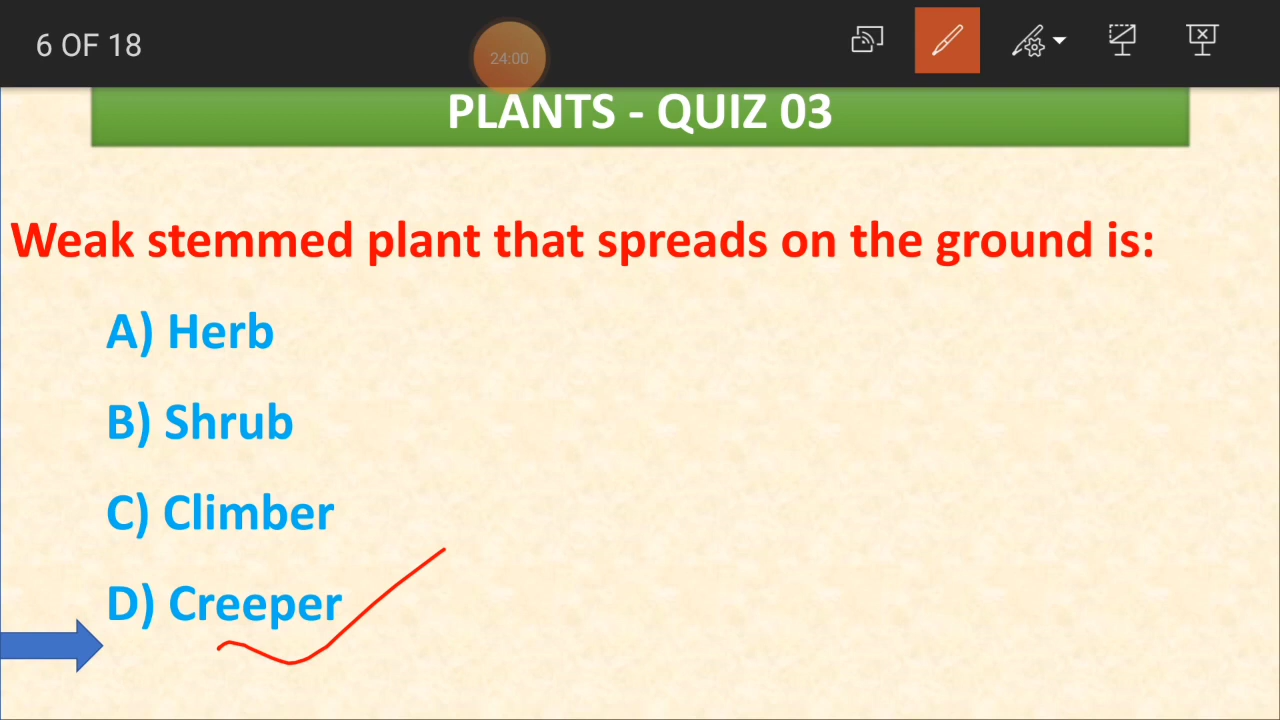 6 OF 18
24:00
PLANTS - QUIZ 03
Weak stemmed plant that spreads on the ground is:
A) Herb
B) Shrub
C) Climber
D) Creeper